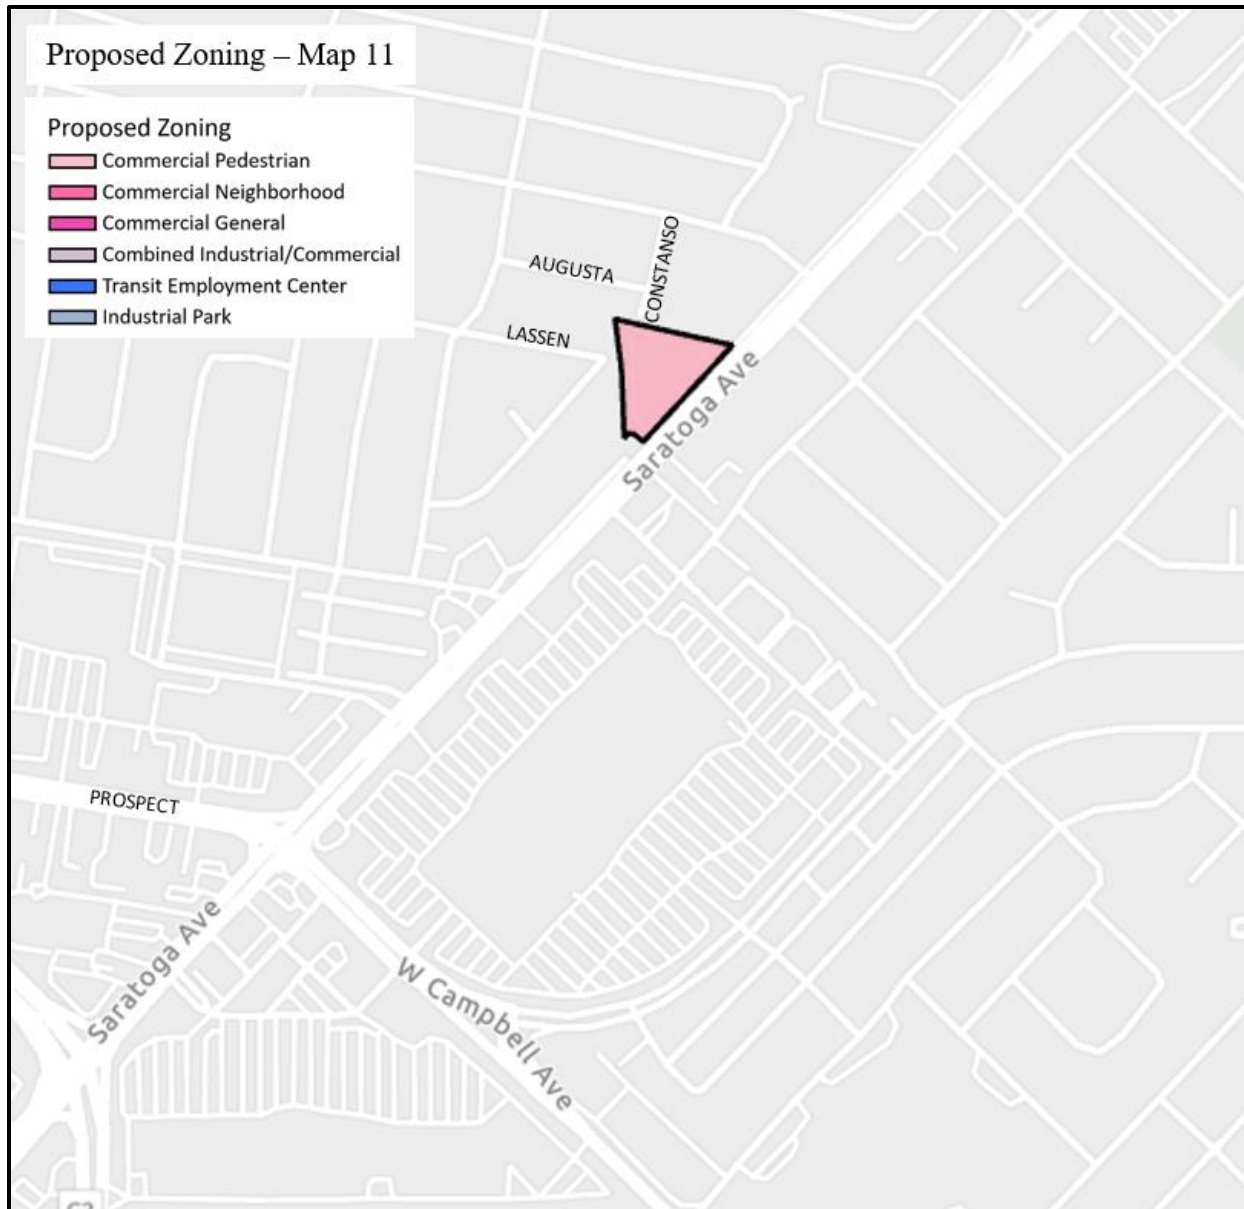 Proposed Zoning – Map 11
Proposed Zoning
Commercial Pedestrian
Commercial Neighborhood
Commercial General
Combined Industrial/Commercial
Transit Employment Center
Industrial Park
AUGUSTA
CONSTANSO
LASSEN
Saratoga Ave
PROSPECT
Saratoga Ave
W Campbell Ave